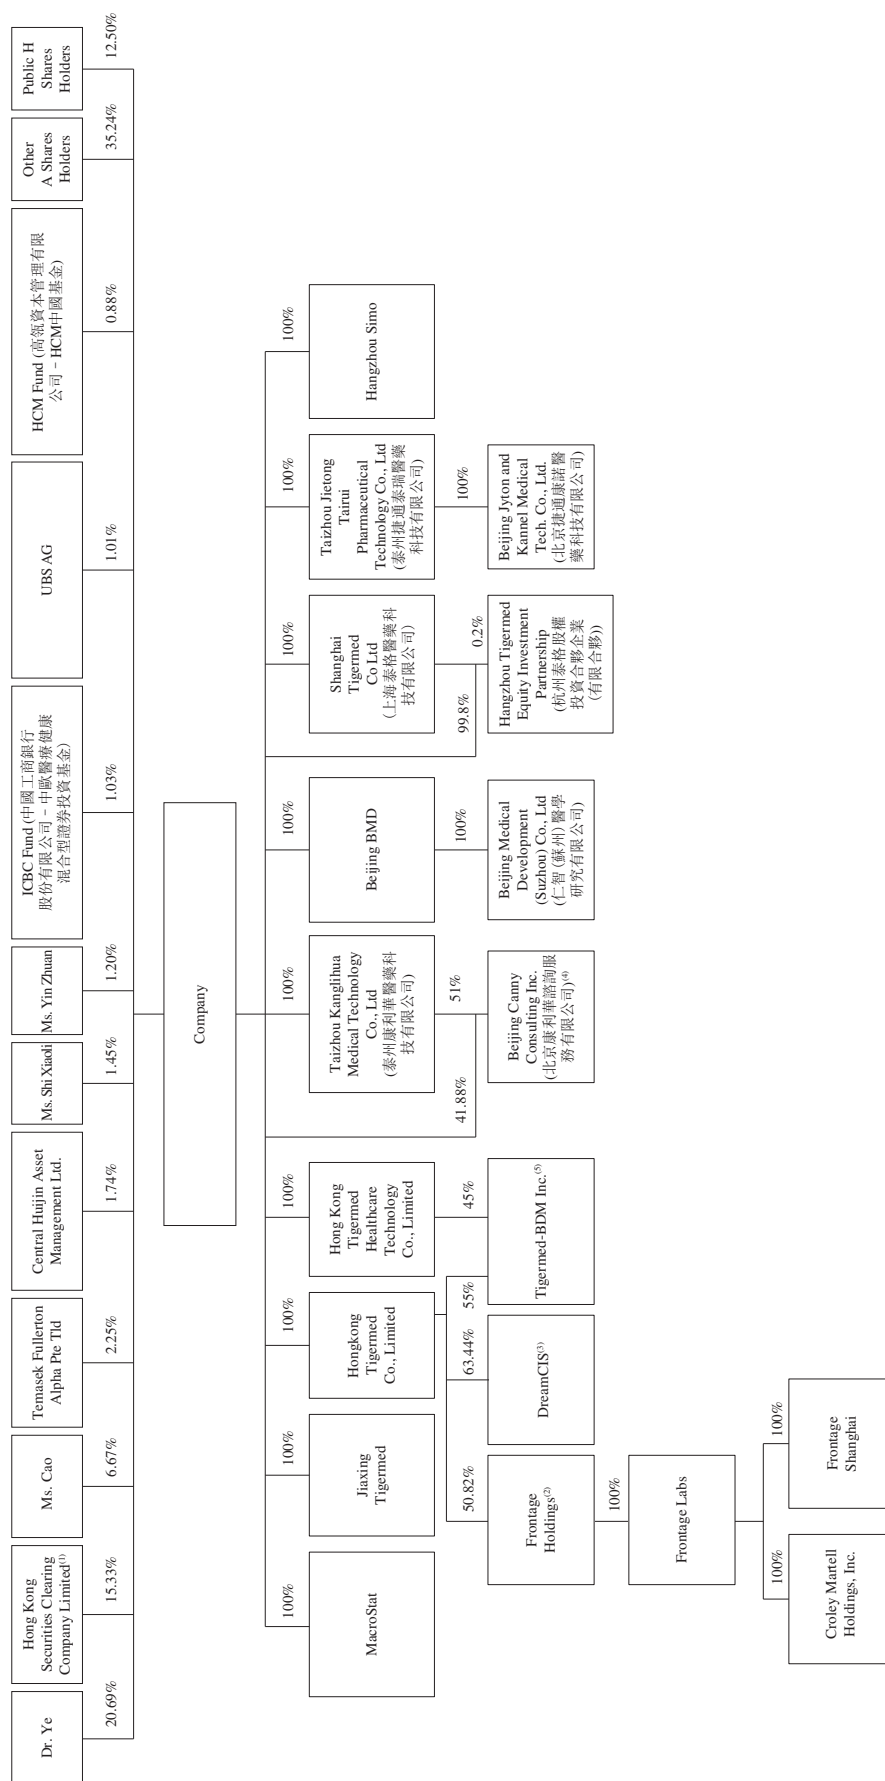 Dr. Ye
Hong Kong
Securities Clearing
Company Limited(1)
Ms. Cao
Temasek Fullerton
Alpha Pte Tld
Central Huijin Asset
Management Ltd.
Ms. Shi Xiaoli
Ms. Yin Zhuan
ICBC Fund (中國工商銀行
股份有限公司 – 中歐醫療健康
混合型證券投資基金)
UBS AG
HCM Fund (高瓴資本管理有限
公司 – HCM中國基金)
Other
A Shares
Holders
Public H
Shares
Holders
20.69%
15.33%
6.67%
2.25%
1.74%
1.45%
1.20%
1.03%
1.01%
0.88%
35.24%
12.50%
Company
100%
100%
100%
100%
100%
100%
100%
100%
100%
MacroStat
Jiaxing
Tigermed
Hongkong
Tigermed
Co., Limited
Hong Kong
Tigermed
Healthcare
Technology
Co., Limited
Taizhou Kanglihua
Medical Technology
Co., Ltd
(泰州康利華醫藥科
技有限公司)
Beijing BMD
Shanghai
Tigermed
Co Ltd
(上海泰格醫藥科
技有限公司)
Taizhou Jietong
Tairui
Pharmaceutical
Technology Co., Ltd
(泰州捷通泰瑞醫藥
科技有限公司)
Hangzhou Simo
50.82%
63.44%
55%
45%
41.88%
51%
100%
99.8%
0.2%
100%
Frontage
Holdings(2)
DreamCIS(3)
Tigermed-BDM Inc.(5)
Beijing Canny
Consulting Inc.
(北京康利華諮詢服
務有限公司)(4)
Beijing Medical
Development
(Suzhou) Co., Ltd
(仁智(蘇州)醫學
研究有限公司)
Hangzhou Tigermed
Equity Investment
Partnership
(杭州泰格股權
投資合夥企業
(有限合夥))
Beijing Jyton and
Kannel Medical
Tech. Co., Ltd.
(北京捷通康諾醫
藥科技有限公司)
100%
Frontage Labs
100%
100%
Croley Martell
Holdings, Inc.
Frontage
Shanghai